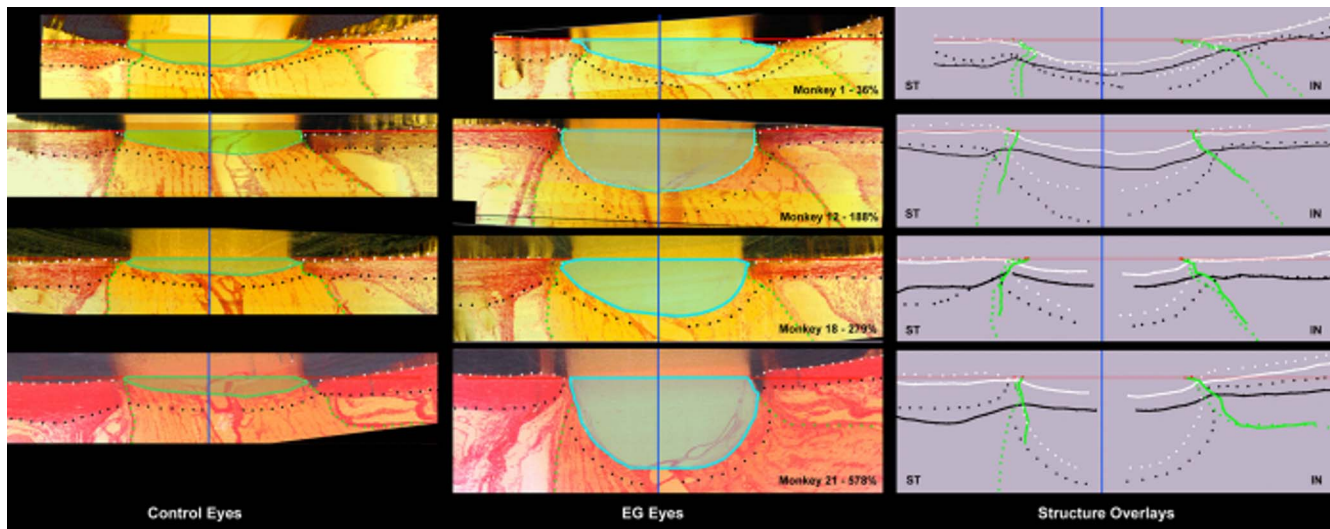 Monkey 1 - 36%
ST
IN
Monkey 12 - 188%
ST
IN
Monkey 18 - 279%
ST
IN
Monkey 21 - 578%
ST
IN
Control Eyes
EG Eyes
Structure Overlays